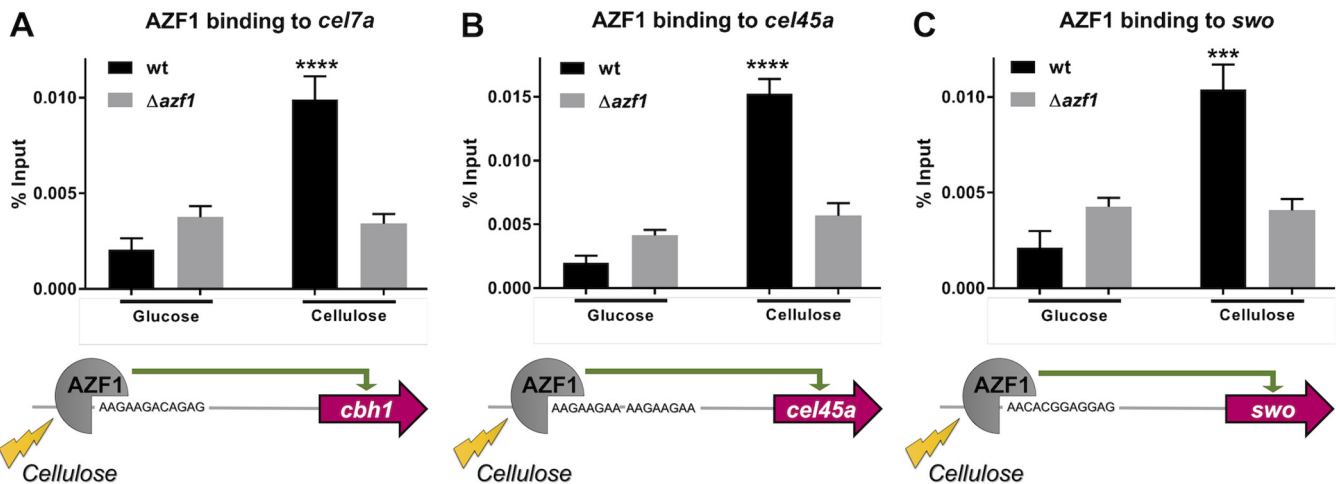 A
AZF1 binding to cel7a
% Input
0.010
0.005
0.000
wt
Δazf1
****
Glucose
Cellulose
AZF1
AAGAAGACAGAG
cbh1
Cellulose
B
AZF1 binding to cel45a
% Input
0.015
0.010
0.005
0.000
wt
Δazf1
****
Glucose
Cellulose
AZF1
AAGAAGAA AAGAAGAA
cel45a
Cellulose
C
AZF1 binding to swo
% Input
0.010
0.005
0.000
wt
Δazf1
***
Glucose
Cellulose
AZF1
AACACGGAGGAG
swo
Cellulose